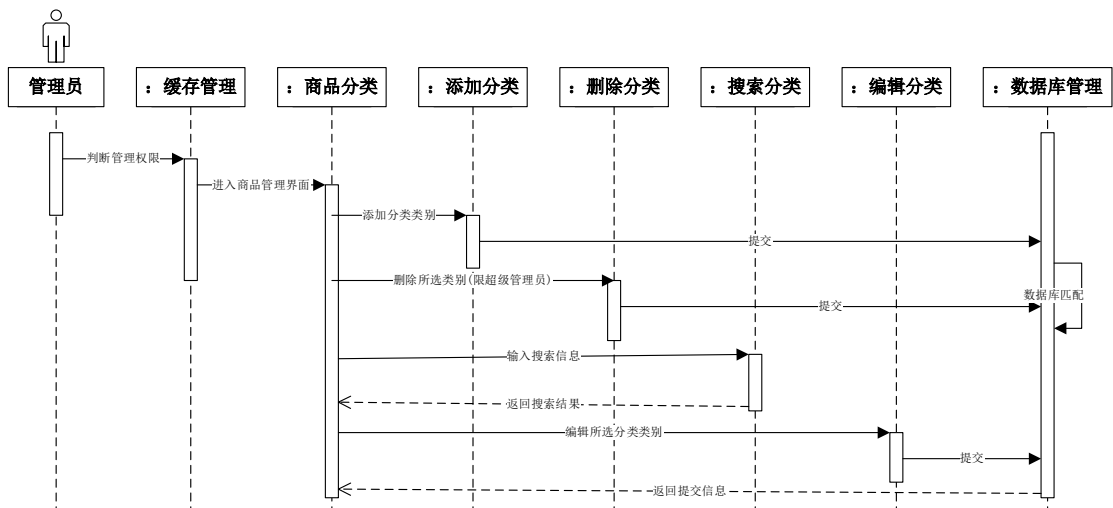 管理员
：缓存管理
：商品分类
：添加分类
：删除分类
：搜索分类
：编辑分类
：数据库管理
判断管理权限
进入商品管理界面
添加分类类别
提交
删除所选类别(限超级管理员)
数据库匹配
提交
输入搜索信息
返回搜索结果
编辑所选分类类别
提交
返回提交信息